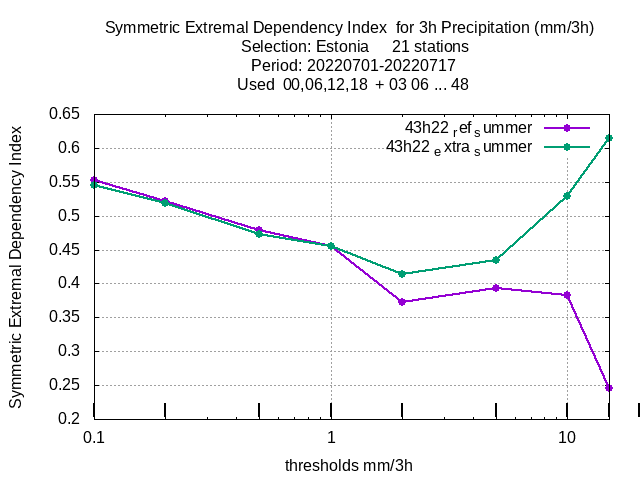 Symmetric Extremal Dependency Index  for 3h Precipitation (mm/3h)
Selection: Estonia     21 stations
Period: 20220701-20220717
Used  00,06,12,18  + 03 06 ... 48
43h22 ref summer
43h22 extra summer
0.65
0.6
0.55
0.5
0.45
0.4
0.35
0.3
0.25
0.2
Symmetric Extremal Dependency Index
0.1 1 10
thresholds mm/3h